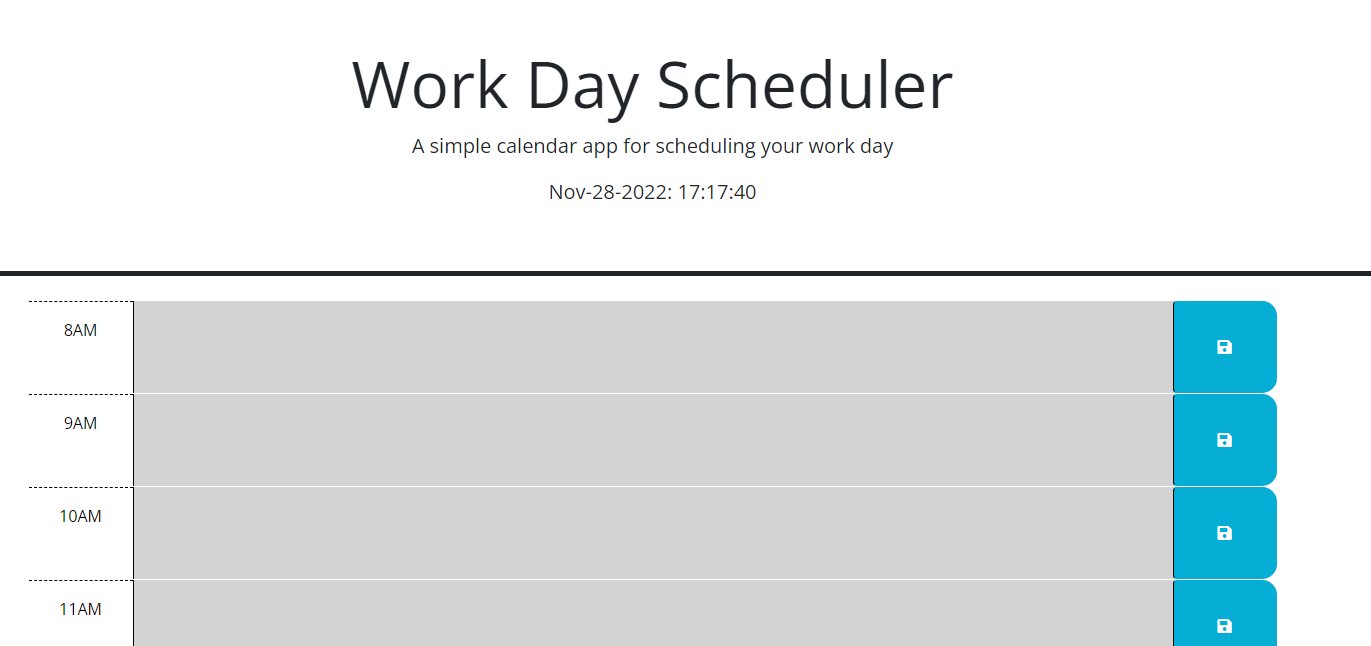 Work Day Scheduler
A simple calendar app for scheduling your work day
Nov-28-2022: 17:17:40
8AM
9AM
10AM
11AM